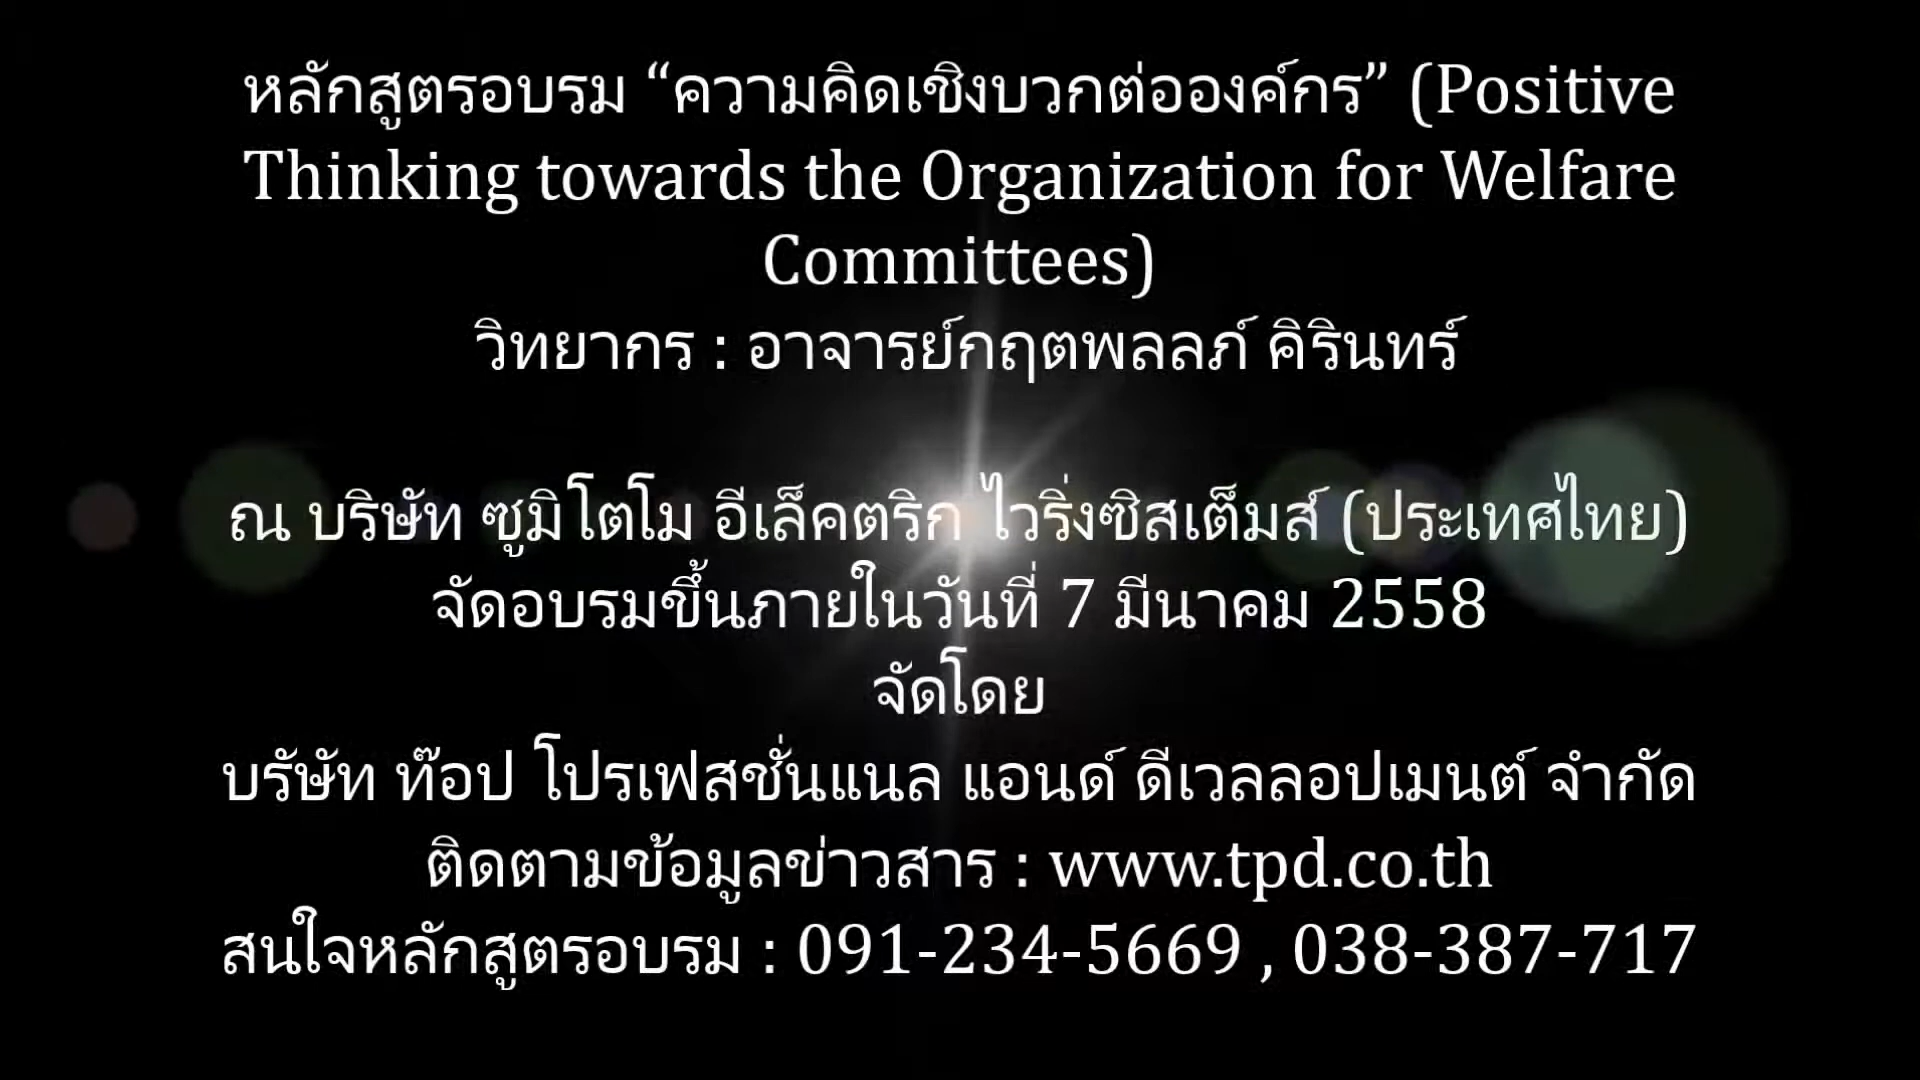 หลักสูตรอบรม “ความคิดเชิงบวกต่อองค์กร” (Positive
Thinking towards the Organization for Welfare
Committees)
วิทยากร : อาจารย์กฤตพลลภ์ คิรินทร์
ณ บริษัท ซูมิโตโม อีเล็คตริก ไวริ่งซิสเต็มส์ (ประเทศไทย)
จัดอบรมขึ้นภายในวันที่ 7 มีนาคม 2558
จัดโดย
บรัษัท ท๊อป โปรเฟสชั่นแนล แอนด์ ดีเวลลอปเมนต์ จำกัด
ติดตามข้อมูลข่าวสาร : www.tpd.co.th
สนใจหลักสูตรอบรม : 091-234-5669 , 038-387-717